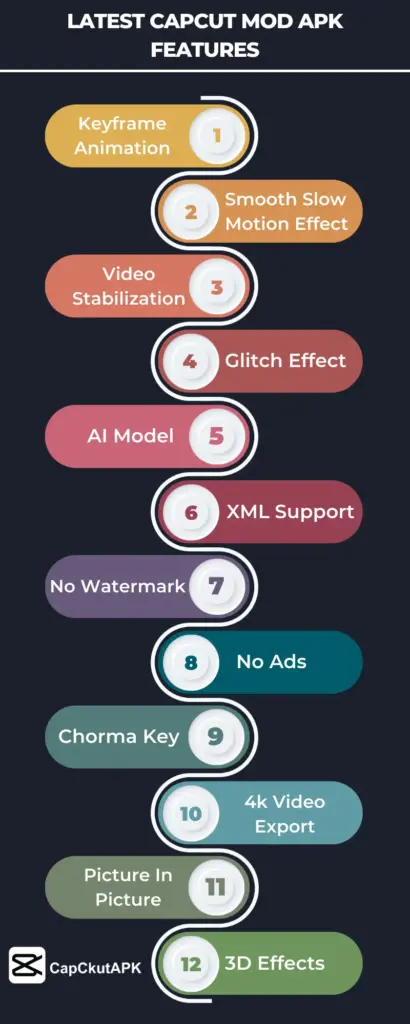 LATEST CAPCUT MOD APK
FEATURES
Keyframe
Animation
1
2
Smooth Slow
Motion Effect
Video
Stabilization
3
4
Glitch Effect
AI Model
5
6
XML Support
No Watermark
7
8
No Ads
Chorma Key
9
10
4k Video
Export
Picture In
Picture
11
CapCkutAPK
12
3D Effects